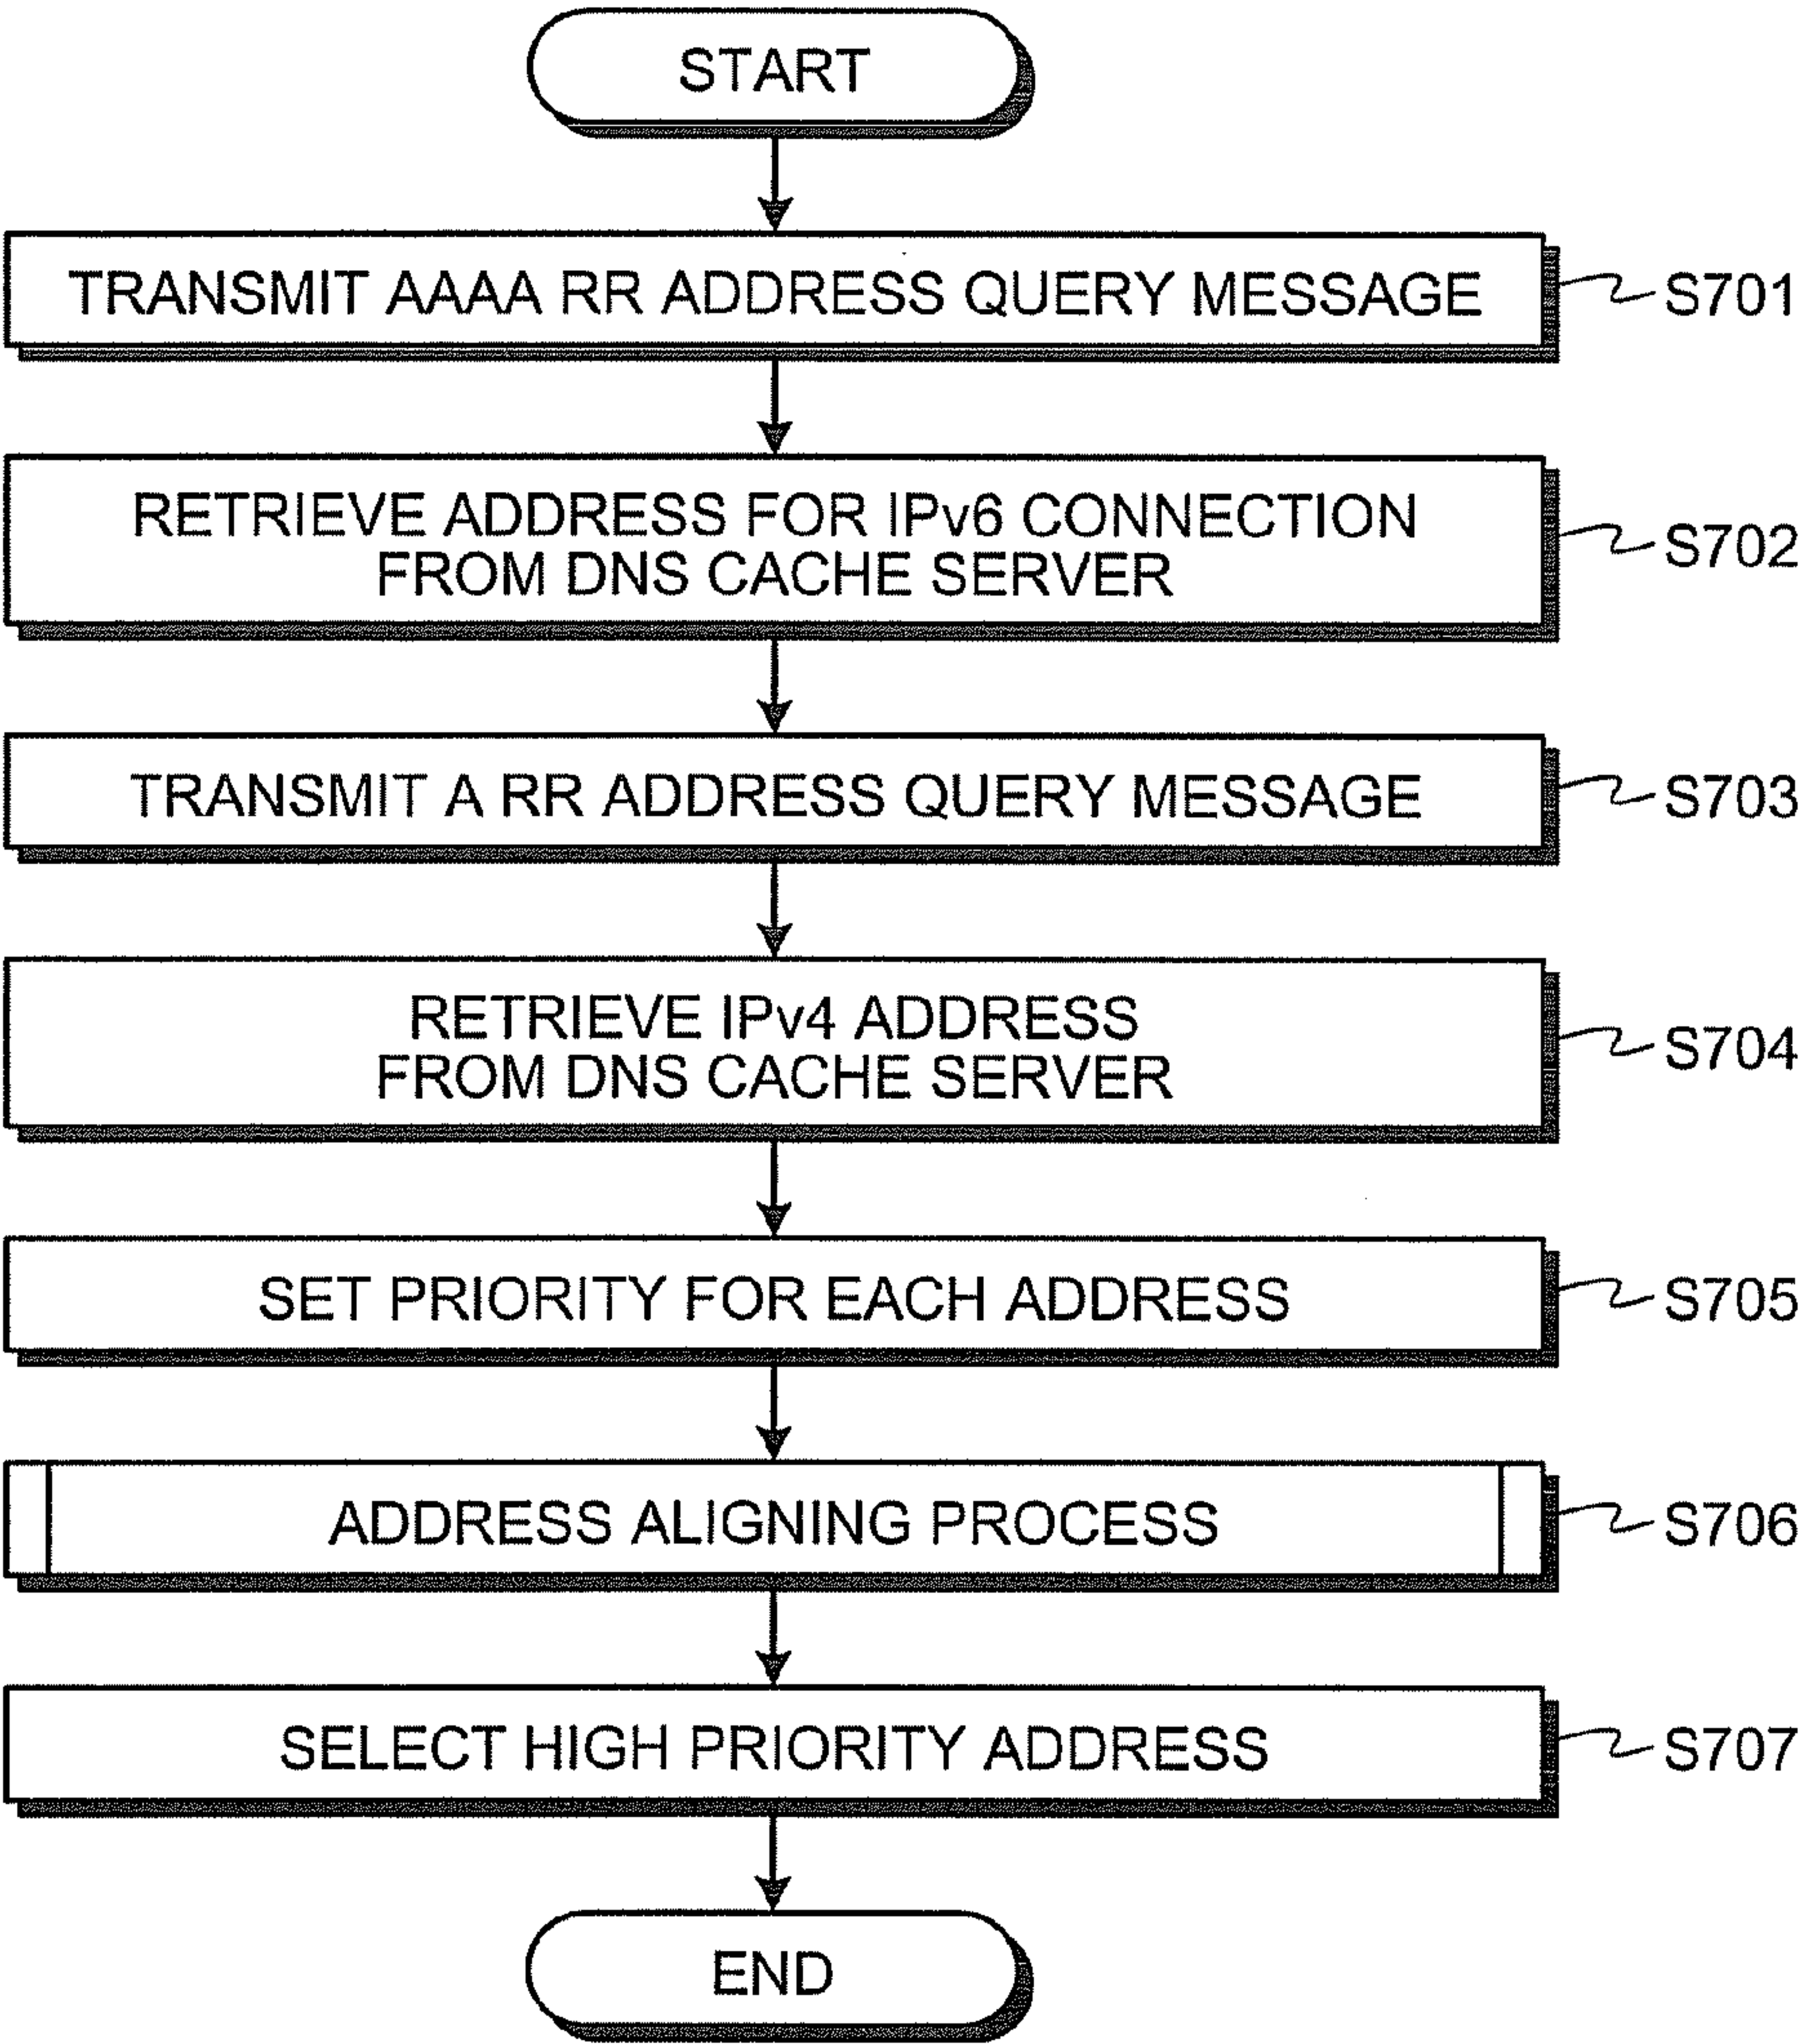 START
TRANSMIT AAAA RR ADDRESS QUERY MESSAGE
S701
RETRIEVE ADDRESS FOR IPv6 CONNECTION
FROM DNS CACHE SERVER
S702
TRANSMIT A RR ADDRESS QUERY MESSAGE
S703
RETRIEVE IPv4 ADDRESS
FROM DNS CACHE SERVER
S704
SET PRIORITY FOR EACH ADDRESS
S705
ADDRESS ALIGNING PROCESS
S706
SELECT HIGH PRIORITY ADDRESS
S707
END